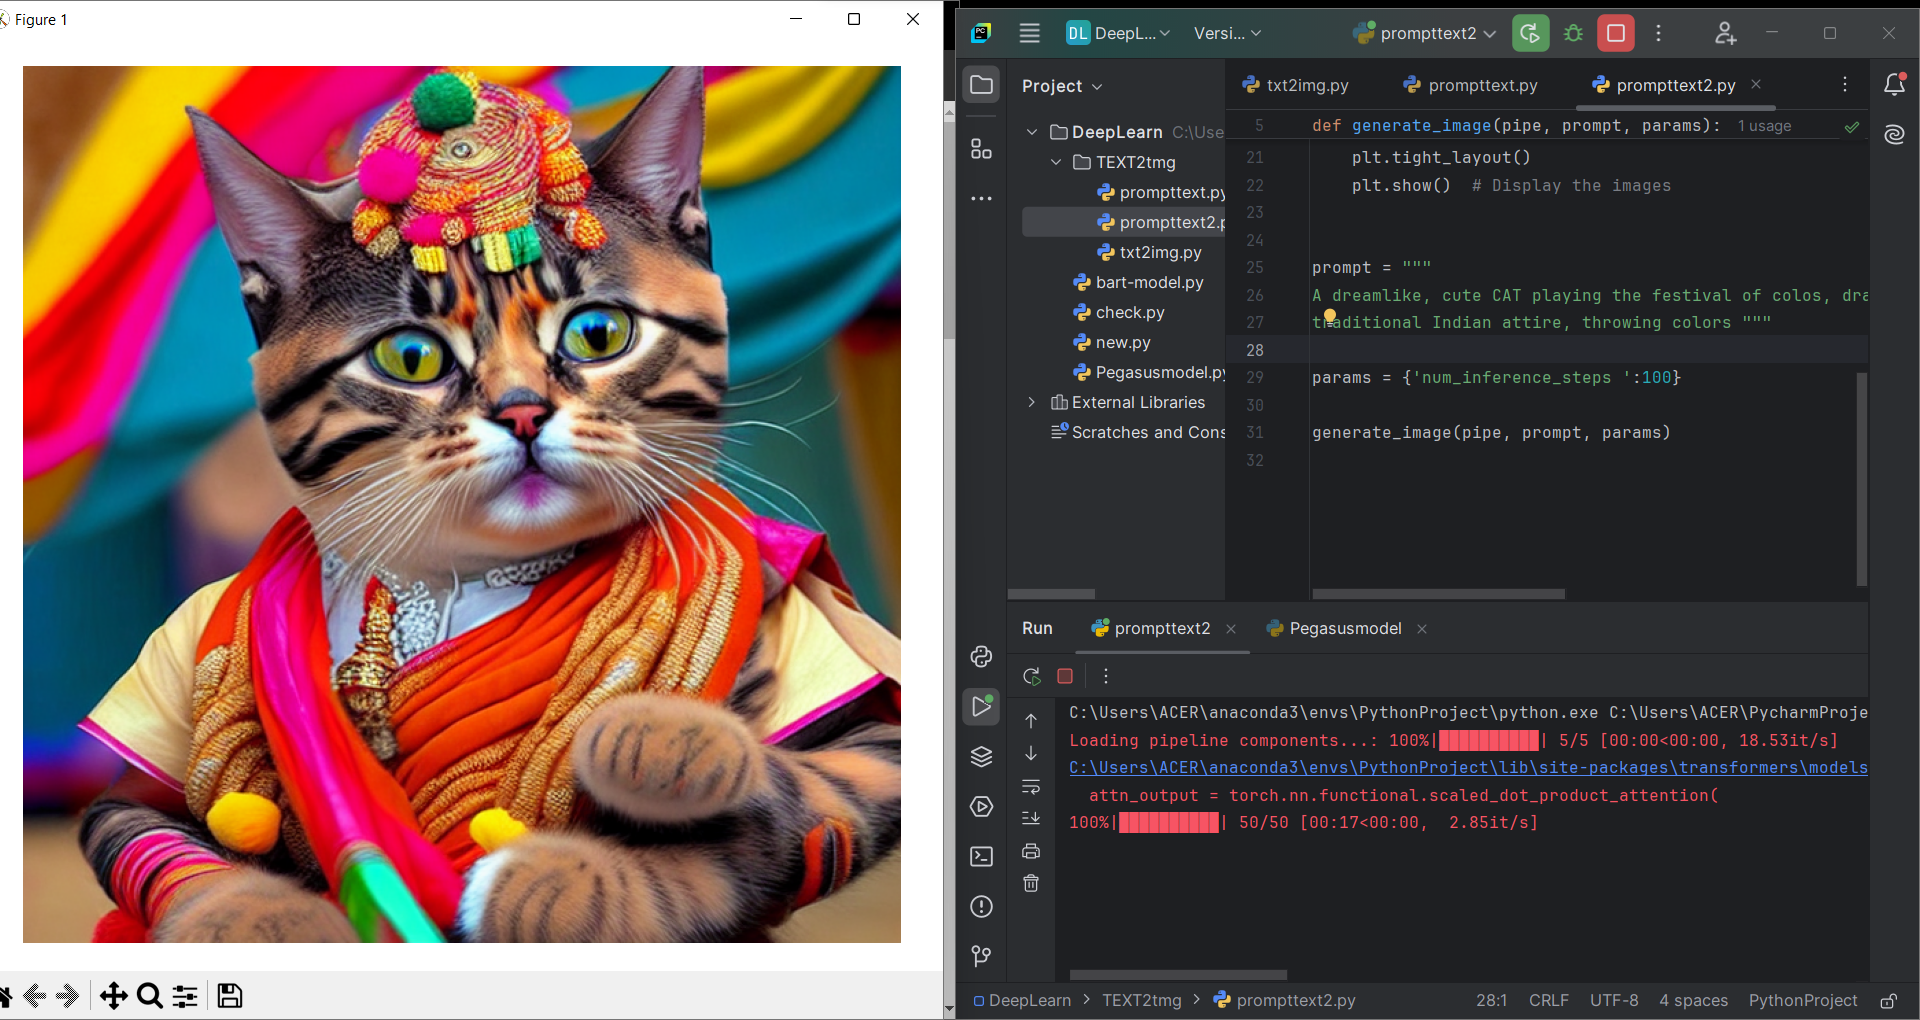 Figure 1
PC
DL DeepL...
Versi...
prompttext2
Project
txt2img.py
prompttext.py
prompttext2.py
DeepLearn C:\Use
TEXT2tmg
prompttext.py
prompttext2.p
txt2img.py
bart-model.py
check.py
new.py
Pegasusmodel.py
External Libraries
Scratches and Cons
5 def generate_image(pipe, prompt, params): 1 usage
21 plt.tight_layout()
22 plt.show() # Display the images
23
24
25 prompt = """
26 A dreamlike, cute CAT playing the festival of colos, dra
27 traditional Indian attire, throwing colors """
28
29 params = {'num_inference_steps ':100}
30
31 generate_image(pipe, prompt, params)
32
Run
prompttext2
Pegasusmodel
C:\Users\ACER\anaconda3\envs\PythonProject\python.exe C:\Users\ACER\PycharmProje
Loading pipeline components...: 100%|██████████| 5/5 [00:00<00:00, 18.53it/s]
C:\Users\ACER\anaconda3\envs\PythonProject\lib\site-packages\transformers\models
attn_output = torch.nn.functional.scaled_dot_product_attention(
100%|██████████| 50/50 [00:17<00:00, 2.85it/s]
DeepLearn > TEXT2tmg > prompttext2.py
28:1 CRLF UTF-8 4 spaces PythonProject